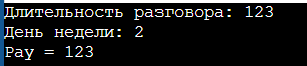 Длительность разговора: 123
День недели: 2
Pay = 123